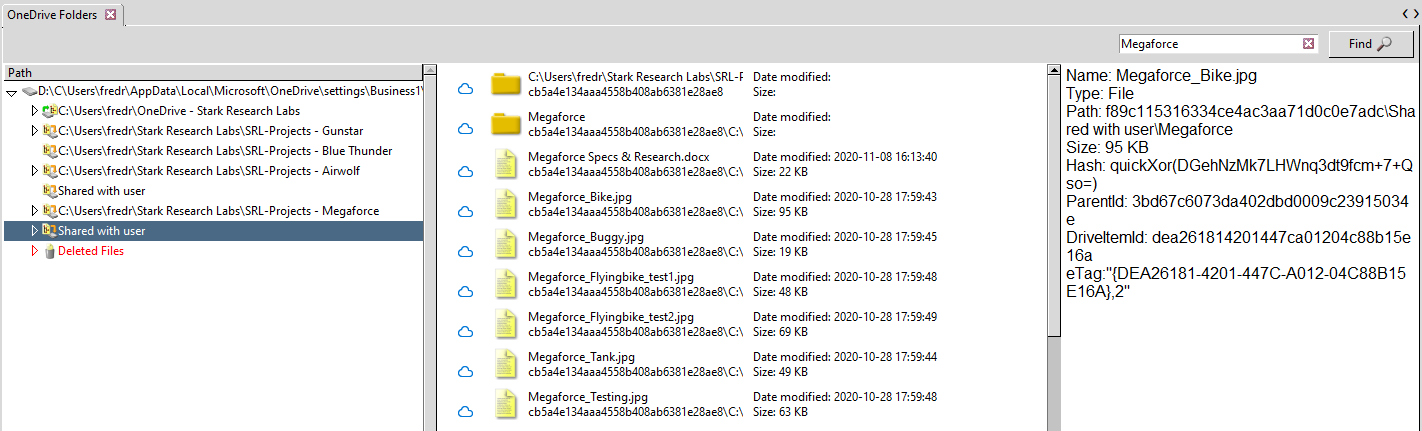 OneDrive Folders
Megaforce
Find
Path
D:\C\Users\fredr\AppData\Local\Microsoft\OneDrive\settings\Business1\
C:\Users\fredr\OneDrive - Stark Research Labs
C:\Users\fredr\Stark Research Labs\SRL-Projects - Gunstar
C:\Users\fredr\Stark Research Labs\SRL-Projects - Blue Thunder
C:\Users\fredr\Stark Research Labs\SRL-Projects - Airwolf
Shared with user
C:\Users\fredr\Stark Research Labs\SRL-Projects - Megaforce
Shared with user
Deleted Files
C:\Users\fredr\Stark Research Labs\SRL-F Date modified:
cb5a4e134aaa4558b408ab6381e28ae8 Size:
Megaforce Date modified:
cb5a4e134aaa4558b408ab6381e28ae8\C:\ Size:
Megaforce Specs & Research.docx Date modified: 2020-11-08 16:13:40
cb5a4e134aaa4558b408ab6381e28ae8\C:\ Size: 22 KB
Megaforce_Bike.jpg Date modified: 2020-10-28 17:59:43
cb5a4e134aaa4558b408ab6381e28ae8\C:\ Size: 95 KB
Megaforce_Buggy.jpg Date modified: 2020-10-28 17:59:45
cb5a4e134aaa4558b408ab6381e28ae8\C:\ Size: 19 KB
Megaforce_Flyingbike_test1.jpg Date modified: 2020-10-28 17:59:48
cb5a4e134aaa4558b408ab6381e28ae8\C:\ Size: 48 KB
Megaforce_Flyingbike_test2.jpg Date modified: 2020-10-28 17:59:49
cb5a4e134aaa4558b408ab6381e28ae8\C:\ Size: 69 KB
Megaforce_Tank.jpg Date modified: 2020-10-28 17:59:44
cb5a4e134aaa4558b408ab6381e28ae8\C:\ Size: 49 KB
Megaforce_Testing.jpg Date modified: 2020-10-28 17:59:48
cb5a4e134aaa4558b408ab6381e28ae8\C:\ Size: 63 KB
Name: Megaforce_Bike.jpg
Type: File
Path: f89c115316334ce4ac3aa71d0c0e7adc\Sha
red with user\Megaforce
Size: 95 KB
Hash: quickXor(DGehNzMk7LHWnq3dt9fcm+7+Q
so=)
ParentId: 3bd67c6073da402dbd0009c23915034
e
DriveItemId: dea261814201447ca01204c88b15e
16a
eTag:"{DEA26181-4201-447C-A012-04C88B15
E16A},2"